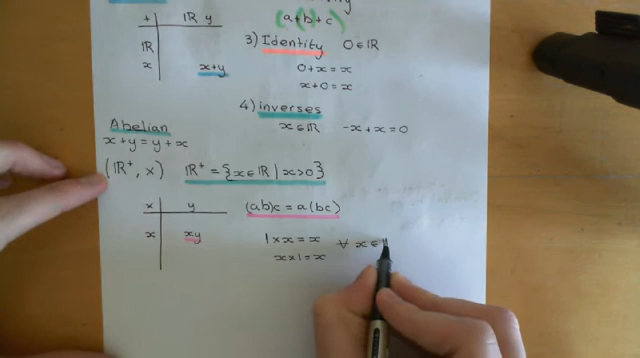 + | ℝ y
(a+(b)+c)
ℝ
3) Identity 0∈ℝ
x x+y 0+x=x
x+0=x
4) inverses
x∈ℝ -x+x=0
Abelian
x+y=y+x
(ℝ⁺, x) ℝ⁺={x∈ℝ|x>0}
x y (ab)c=a(bc)
x xy 1×x=x ∀ x∈
x×1=x